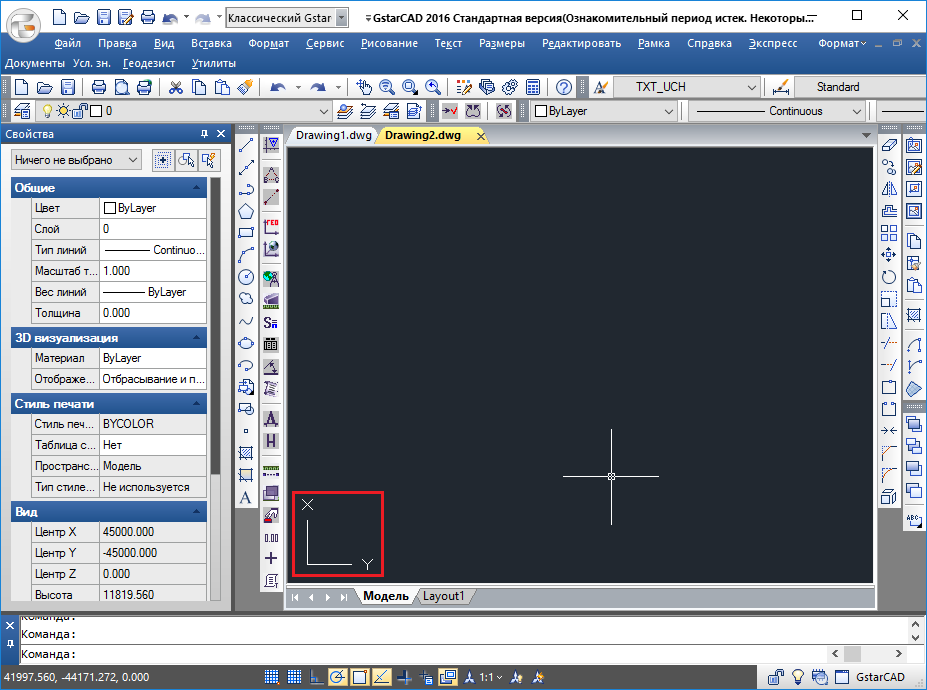 Классический Gstar
GstarCAD 2016 Стандартная версия(Ознакомительный период истек. Некоторы...
Файл Правка Вид Вставка Формат Сервис Рисование Текст Размеры Редактировать Рамка Справка Экспресс Формат
Документы Усл. зн. Геодезист Утилиты
TXT_UCH Standard
0 ByLayer Continuous
Свойства
Drawing1.dwg Drawing2.dwg
Ничего не выбрано
Общие
Цвет ByLayer
Слой 0
Тип линий Continuo...
Масштаб т... 1.000
Вес линий ByLayer
Толщина 0.000
3D визуализация
Материал ByLayer
Отображе... Отбрасывание и п...
Стиль печати
Стиль печ... BYCOLOR
Таблица с... Нет
Пространс... Модель
Тип стиле... Не используется
Вид
Центр X 45000.000
Центр Y -45000.000
Центр Z 0.000
Высота 11819.560
ГЕО
A
A
H
0.00
ABC
X
Y
Модель Layout1
Команда:
Команда:
Команда:
41997.560, -44171.272, 0.000 1:1 GstarCAD